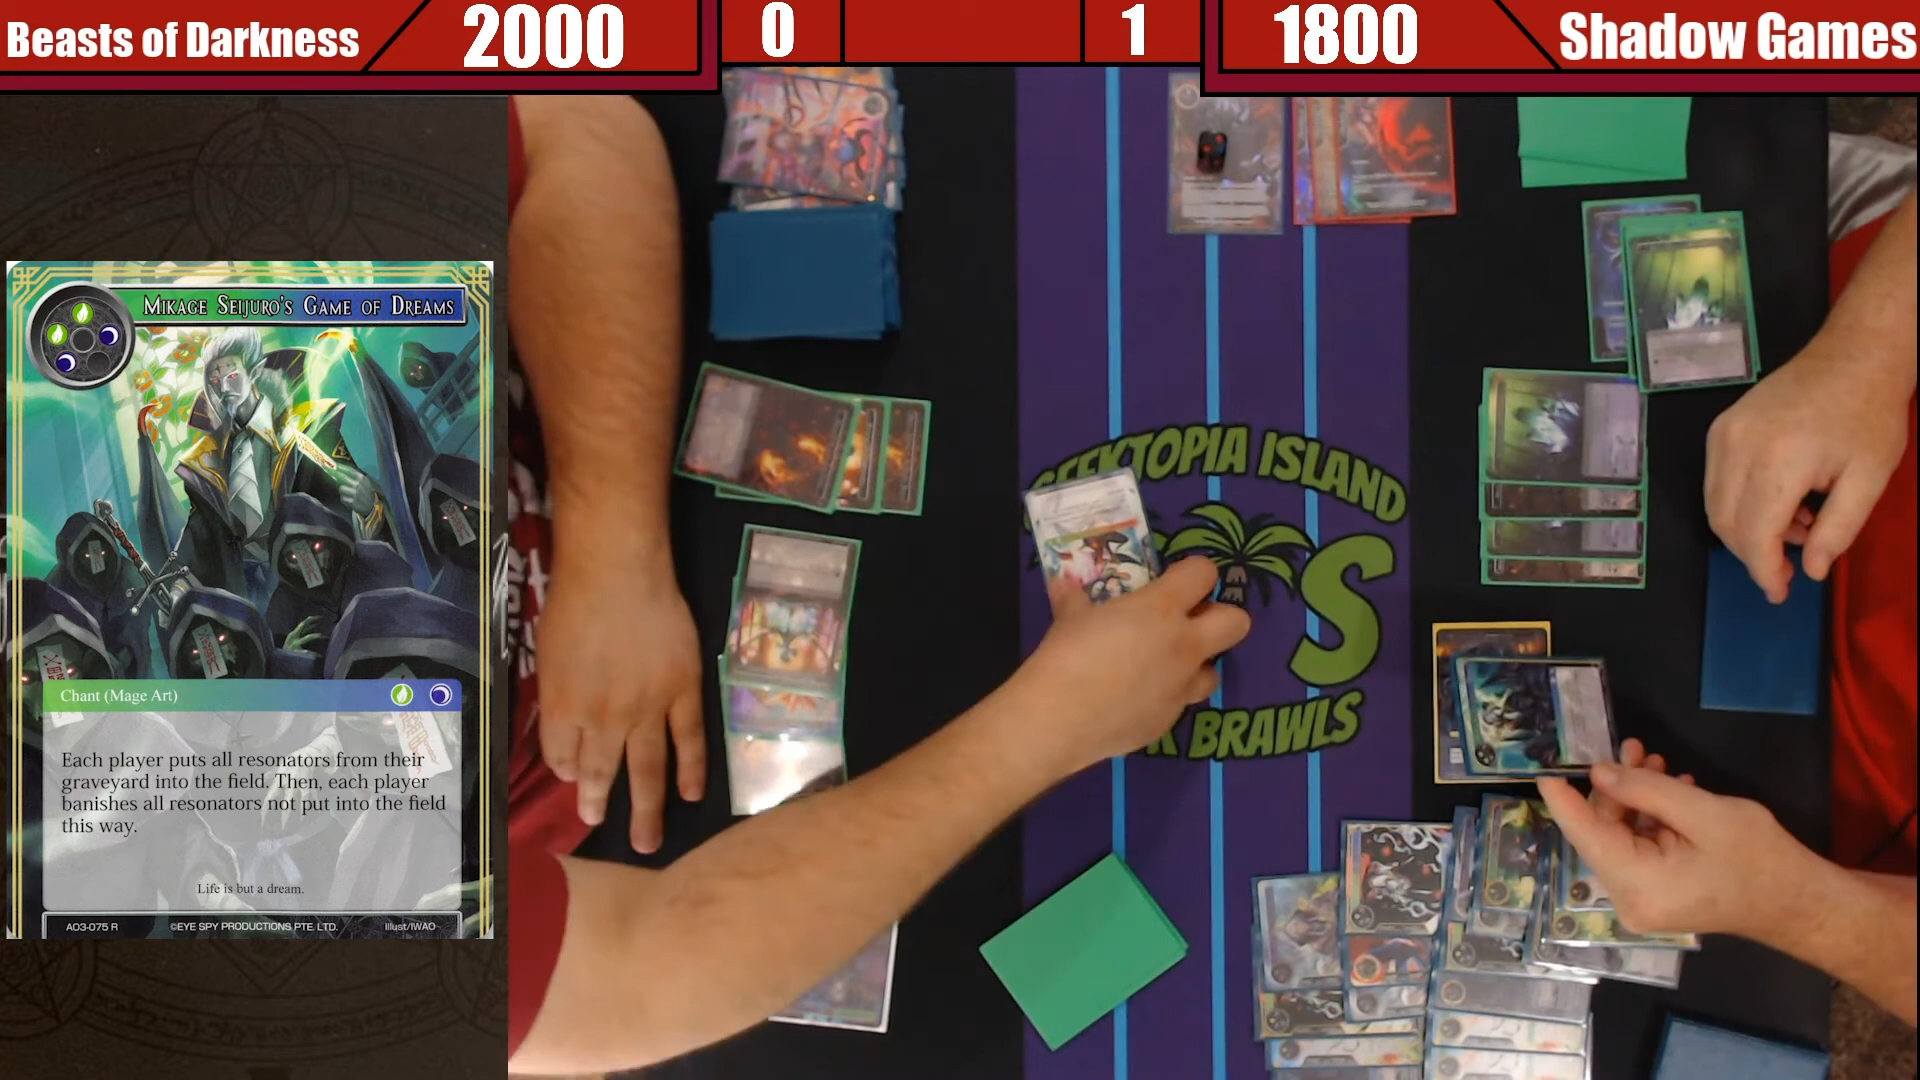 Beasts of Darkness
2000
0
1
1800
Shadow Games
MIKAGE SEIJURO'S GAME OF DREAMS
Chant (Mage Art)
Each player puts all resonators from their
graveyard into the field. Then, each player
banishes all resonators not put into the field
this way.
Life is but a dream.
A03-075 R
©EYE SPY PRODUCTIONS PTE. LTD.
Illust/IWAO
TOPIA ISLAND
S
BRAWLS